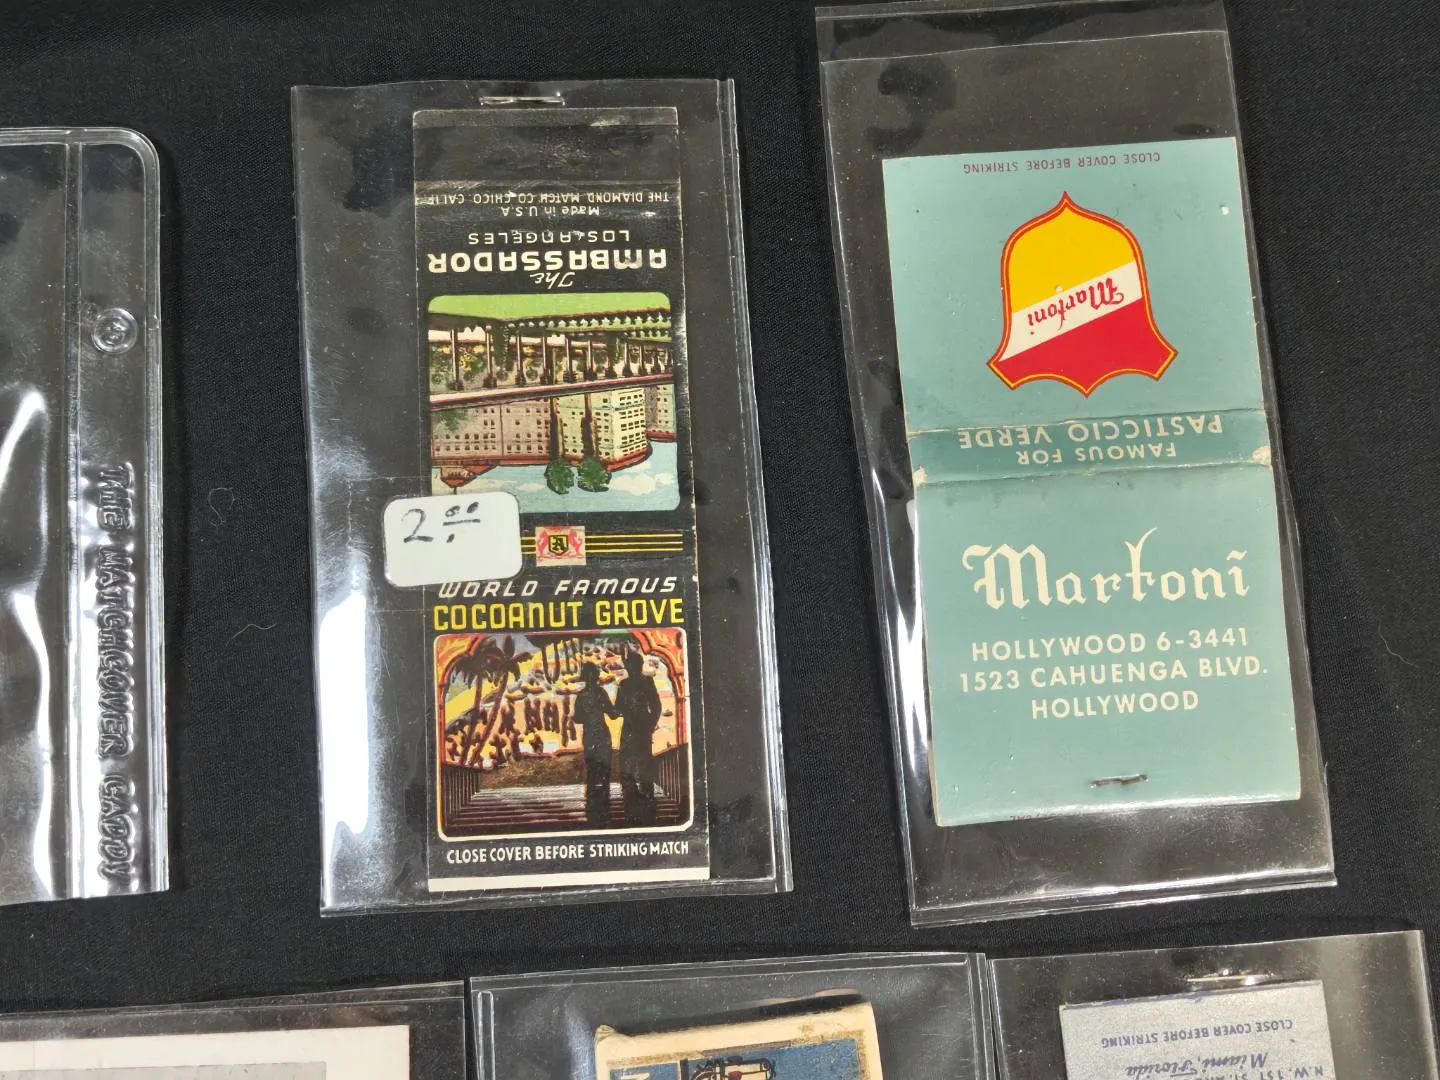 THE MATCHCOVER CADDY
THE DIAMOND MATCH CO. CHICO, CALIF.
Made in U.S.A.
LOS ANGELES
The
AMBASSADOR
2.00
A
WORLD FAMOUS
COCOANUT GROVE
CLOSE COVER BEFORE STRIKING MATCH
CLOSE COVER BEFORE STRIKING
Martoni
FAMOUS FOR
PASTICCIO VERDE
Martoni
HOLLYWOOD 6-3441
1523 CAHUENGA BLVD.
HOLLYWOOD
CLOSE COVER BEFORE STRIKING
Miami, Florida
N.W. 1ST ST.